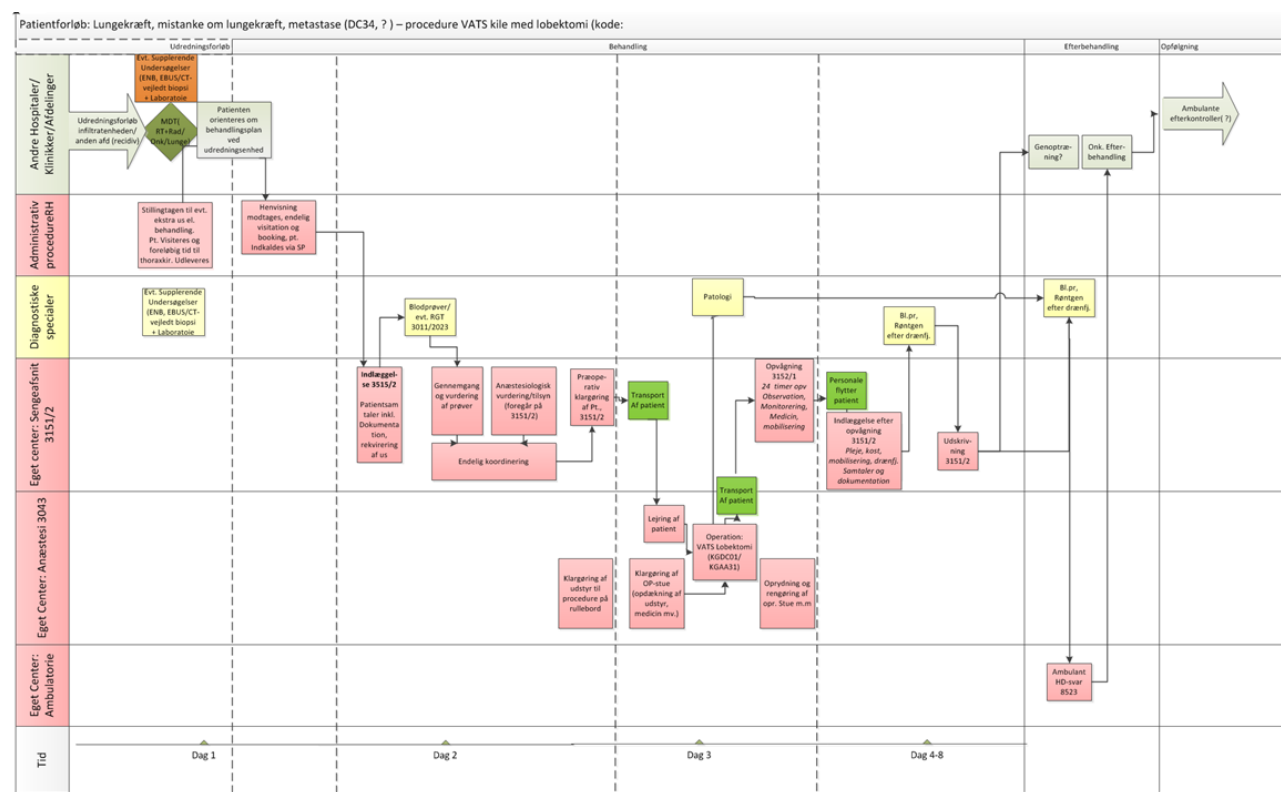 Patientforløb: Lungekræft, mistanke om lungekræft, metastase (DC34, ? ) – procedure VATS kile med lobektomi (kode:
Udredningsforløb
Behandling
Efterbehandling
Opfølgning
Andre Hospitaler/
Klinikker/Afdelinger
Udredningsforløb
infiltratenheden/
anden afd (recidiv)
Evt. Supplerende
Undersøgelser
(ENB, EBUS/CT-
vejledt biopsi
+ Laboratoie
MDT(
RT+Rad/
Onk/Lunge)
Patienten
orienteres om
behandlingsplan
ved
udredningsenhed
Genoptræ-
ning?
Onk. Efter-
behandling
Ambulante
efterkontroller( ?)
Administrativ
procedureRH
Stillingtagen til evt.
ekstra us el.
behandling.
Pt. Visiteres og
foreløbig tid til
thoraxkir. Udleveres
Henvisning
modtages, endelig
visitation og
booking, pt.
Indkaldes via SP
Diagnostiske
specialer
Evt. Supplerende
Undersøgelser
(ENB, EBUS/CT-
vejledt biopsi
+ Laboratoie
Blodprøver/
evt. RGT
3011/2023
Patologi
Bl.pr,
Røntgen
efter drænfj.
Bl.pr,
Røntgen
efter drænfj.
Eget center: Sengeafsnit
3151/2
Indlæggel-
se 3515/2
Patientsam
taler inkl.
Dokumenta
tion,
rekvirering
af us
Gennemgang
og vurdering
af prøver
Anæstesiologisk
vurdering/tilsyn
(foregår på
3151/2)
Endelig koordinering
Præope-
rativ
klargøring
af Pt.,
3151/2
Transport
Af patient
Opvågning
3152/1
24 timer opv
Observation,
Monitorering,
Medicin,
mobilisering
Personale
flytter
patient
Indlæggelse efter
opvågning
3151/2
Pleje, kost,
mobilisering, drænfj.
Samtaler og
dokumentation
Udskriv-
ning
3151/2
Transport
Af patient
Eget Center: Anæstesi 3043
Lejring af
patient
Operation:
VATS Lobektomi
(KGDC01/
KGAA31)
Klargøring af
udstyr til
procedure på
rullebord
Klargøring af
OP-stue
(opdækning af
udstyr,
medicin mv.)
Oprydning og
rengøring af
opr. Stue m.m
Eget Center:
Ambulatorie
Ambulant
HD-svar
8523
Tid
Dag 1
Dag 2
Dag 3
Dag 4-8